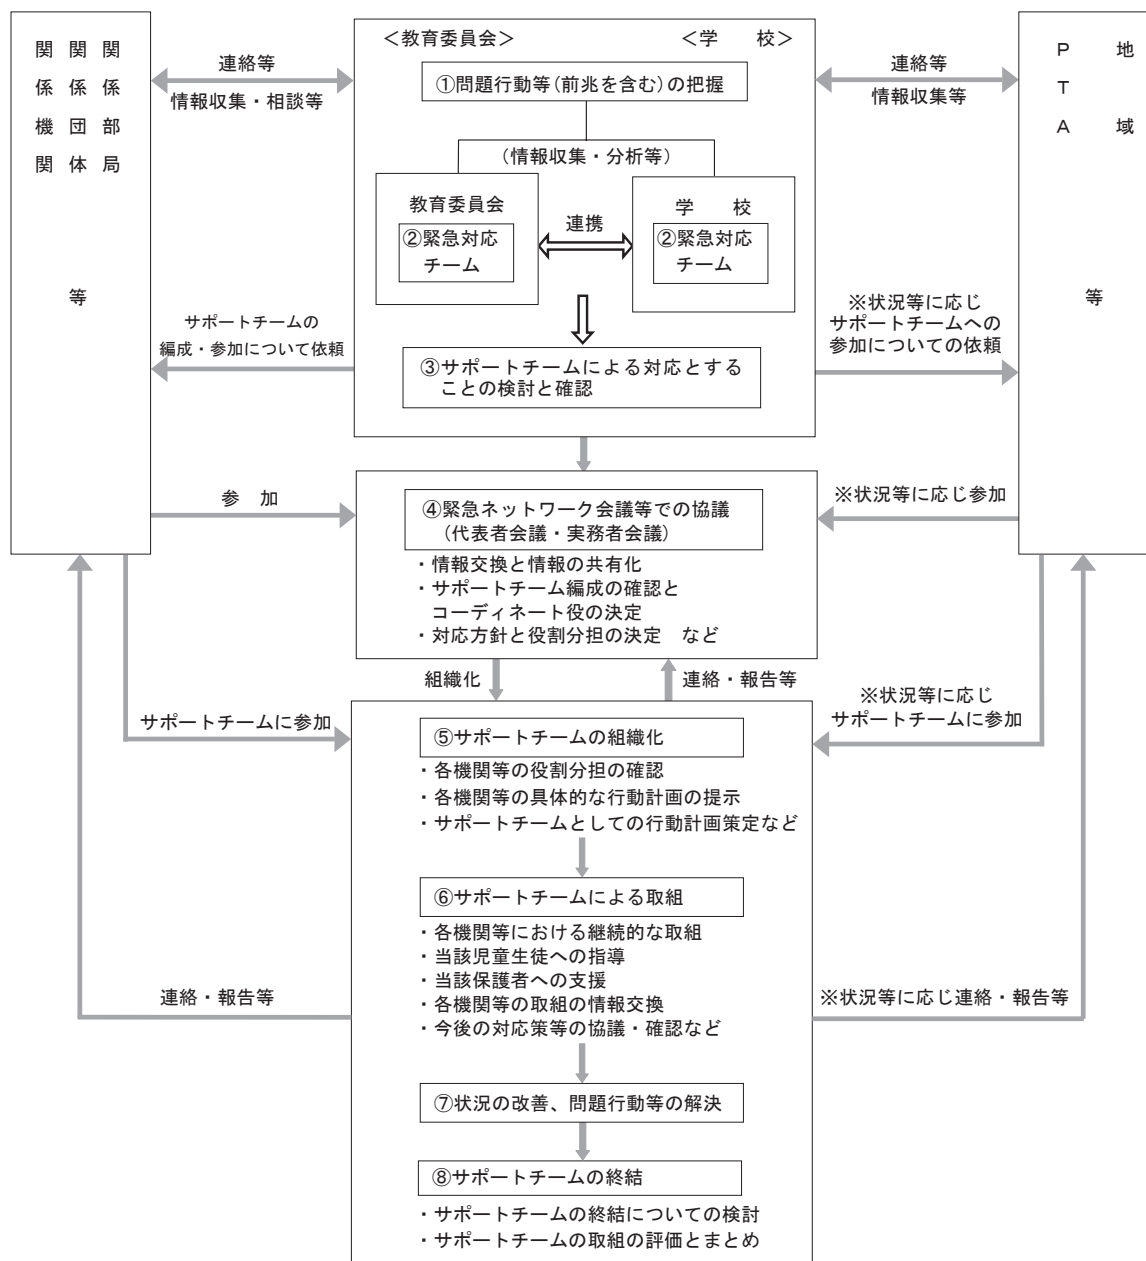 関係機関
関係団体
関係部局
等
連絡等
情報収集・相談等
サポートチームの
編成・参加について依頼
参　加
サポートチームに参加
連絡・報告等
＜教育委員会＞
＜学　　校＞
①問題行動等(前兆を含む)の把握
(情報収集・分析等)
教育委員会
②緊急対応
チーム
連携
学　　校
②緊急対応
チーム
③サポートチームによる対応とする
ことの検討と確認
④緊急ネットワーク会議等での協議
(代表者会議・実務者会議)
・情報交換と情報の共有化
・サポートチーム編成の確認と
コーディネート役の決定
・対応方針と役割分担の決定　など
組織化
連絡・報告等
⑤サポートチームの組織化
・各機関等の役割分担の確認
・各機関等の具体的な行動計画の提示
・サポートチームとしての行動計画策定など
⑥サポートチームによる取組
・各機関等における継続的な取組
・当該児童生徒への指導
・当該保護者への支援
・各機関等の取組の情報交換
・今後の対応策等の協議・確認など
⑦状況の改善、問題行動等の解決
⑧サポートチームの終結
・サポートチームの終結についての検討
・サポートチームの取組の評価とまとめ
連絡等
情報収集等
※状況等に応じ
サポートチームへの
参加についての依頼
※状況等に応じ参加
※状況等に応じ
サポートチームに参加
※状況等に応じ連絡・報告等
地域
ＰＴＡ
等